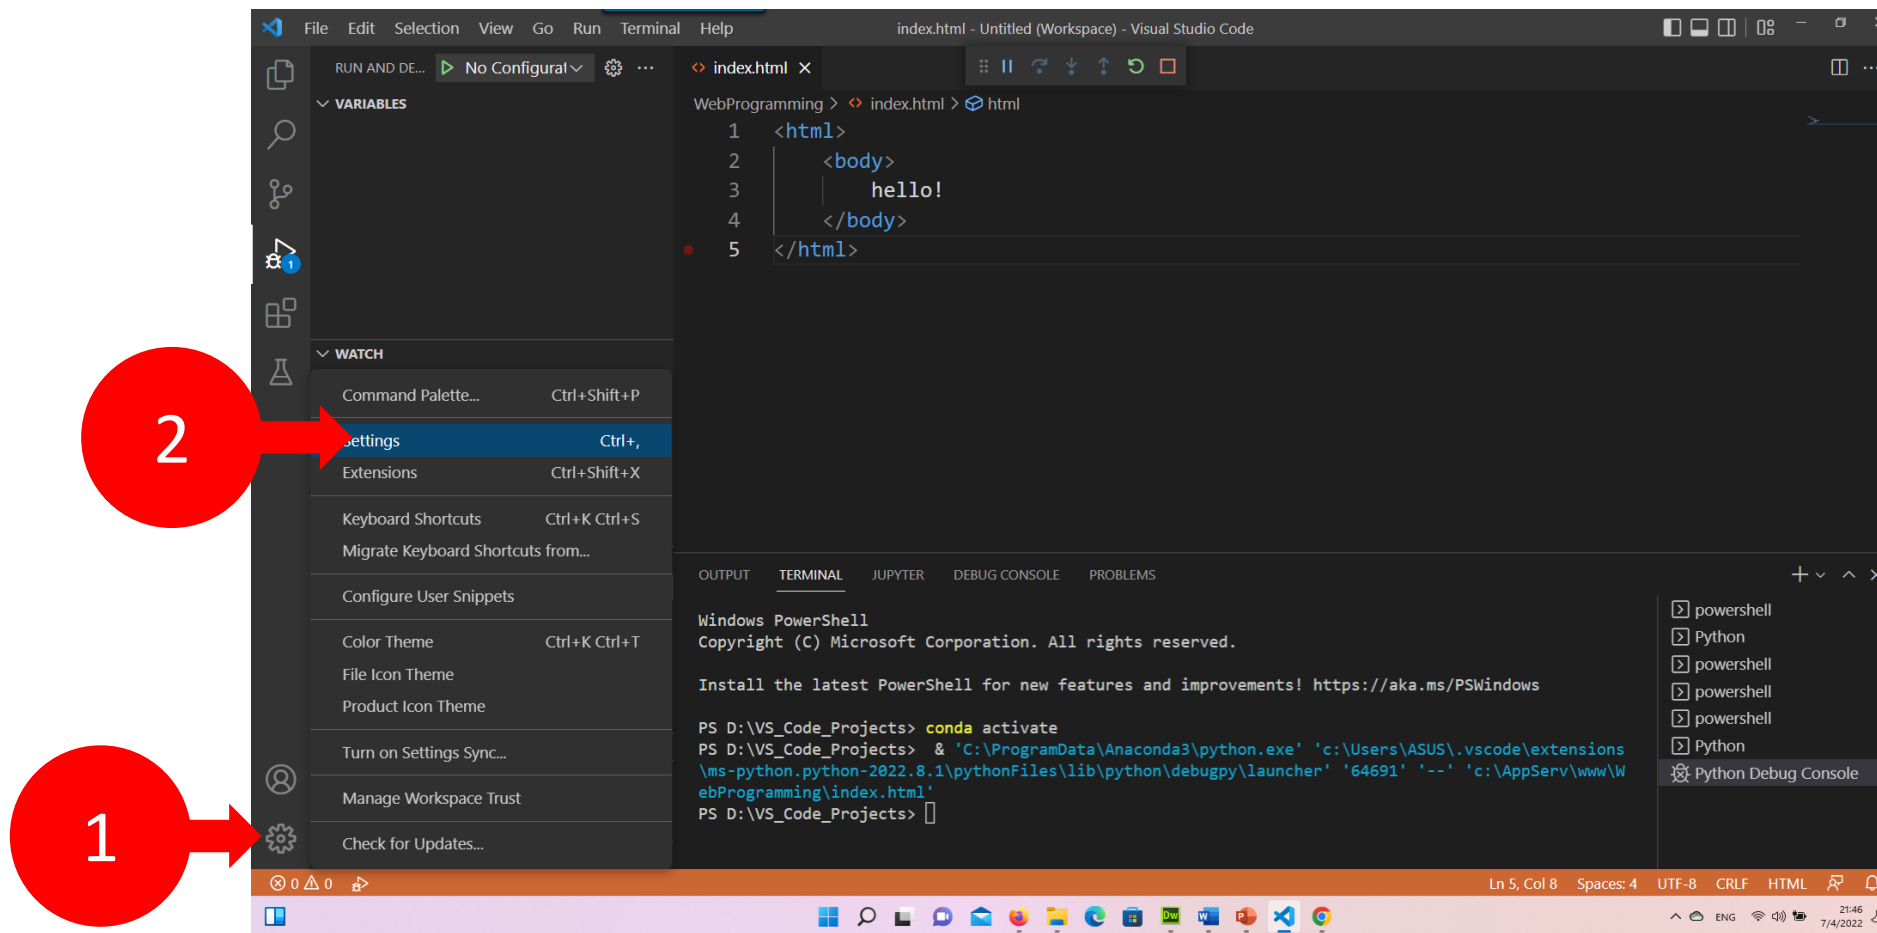 File Edit Selection View Go Run Terminal Help
index.html - Untitled (Workspace) - Visual Studio Code
RUN AND DE... No Configurat
index.html
VARIABLES
WebProgramming > index.html > html
1 <html>
2 <body>
3 hello!
4 </body>
5 </html>
1
WATCH
Command Palette... Ctrl+Shift+P
Settings Ctrl+,
Extensions Ctrl+Shift+X
Keyboard Shortcuts Ctrl+K Ctrl+S
Migrate Keyboard Shortcuts from...
Configure User Snippets
Color Theme Ctrl+K Ctrl+T
File Icon Theme
Product Icon Theme
Turn on Settings Sync...
Manage Workspace Trust
Check for Updates...
2
1
OUTPUT TERMINAL JUPYTER DEBUG CONSOLE PROBLEMS
Windows PowerShell
Copyright (C) Microsoft Corporation. All rights reserved.
Install the latest PowerShell for new features and improvements! https://aka.ms/PSWindows
PS D:\VS_Code_Projects> conda activate
PS D:\VS_Code_Projects> & 'C:\ProgramData\Anaconda3\python.exe' 'c:\Users\ASUS\.vscode\extensions
\ms-python.python-2022.8.1\pythonFiles\lib\python\debugpy\launcher' '64691' '--' 'c:\AppServ\www\W
ebProgramming\index.html'
PS D:\VS_Code_Projects>
powershell
Python
powershell
powershell
powershell
Python
Python Debug Console
0 0
Ln 5, Col 8 Spaces: 4 UTF-8 CRLF HTML
Dw
ENG
21:46
7/4/2022